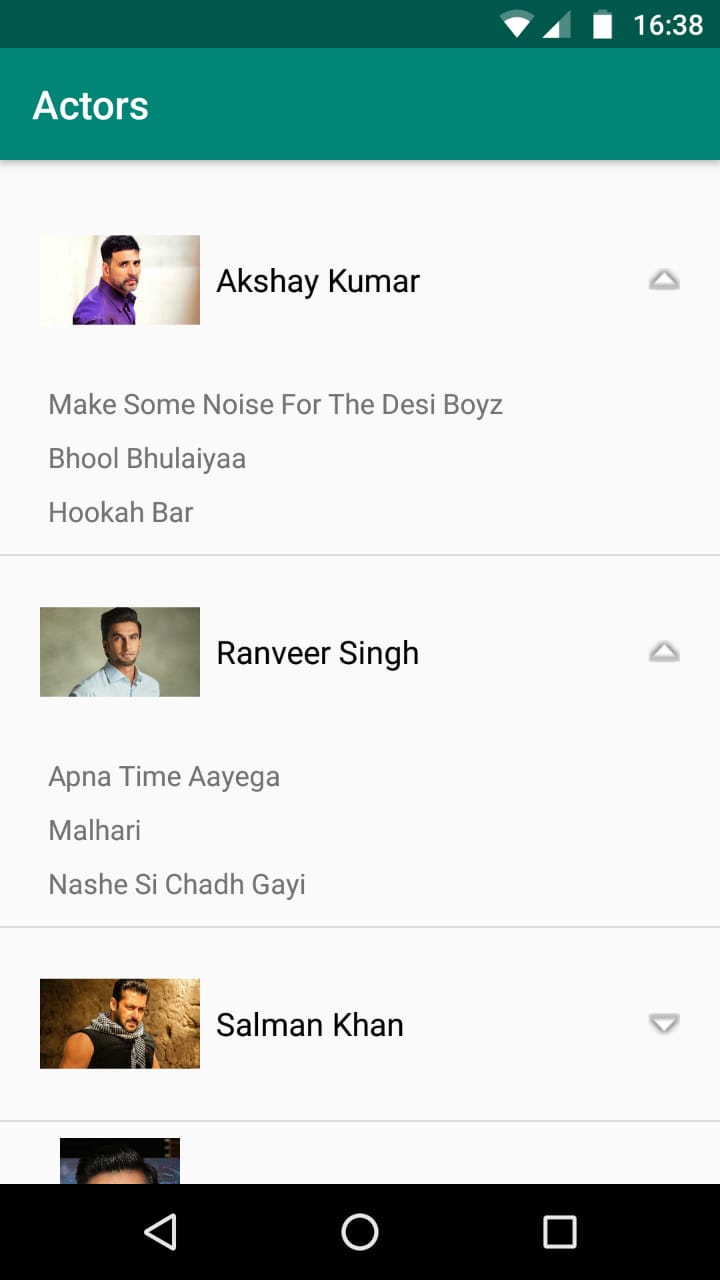 16:38
Actors
Akshay Kumar
Make Some Noise For The Desi Boyz
Bhool Bhulaiyaa
Hookah Bar
Ranveer Singh
Apna Time Aayega
Malhari
Nashe Si Chadh Gayi
Salman Khan